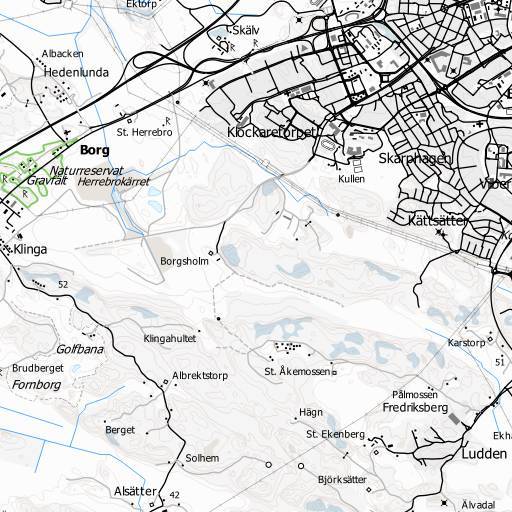 Ektorp
Skälv
Albacken
Hedenlunda
St. Herrebro
Klockaretorpet
Borg
Skarphagen
Naturreservat
Gravfält
Herrebrokärret
Kullen
Kättsätter
Klinga
Borgsholm
52
Klingahultet
Karstorp
Golfbana
51
Brudberget
Albrektstorp
St. Åkemossen
Fornborg
Pålmossen
Hägn
Fredriksberg
Berget
St. Ekenberg
Ludden
Solhem
Björksätter
Alsätter
42
Älvadal